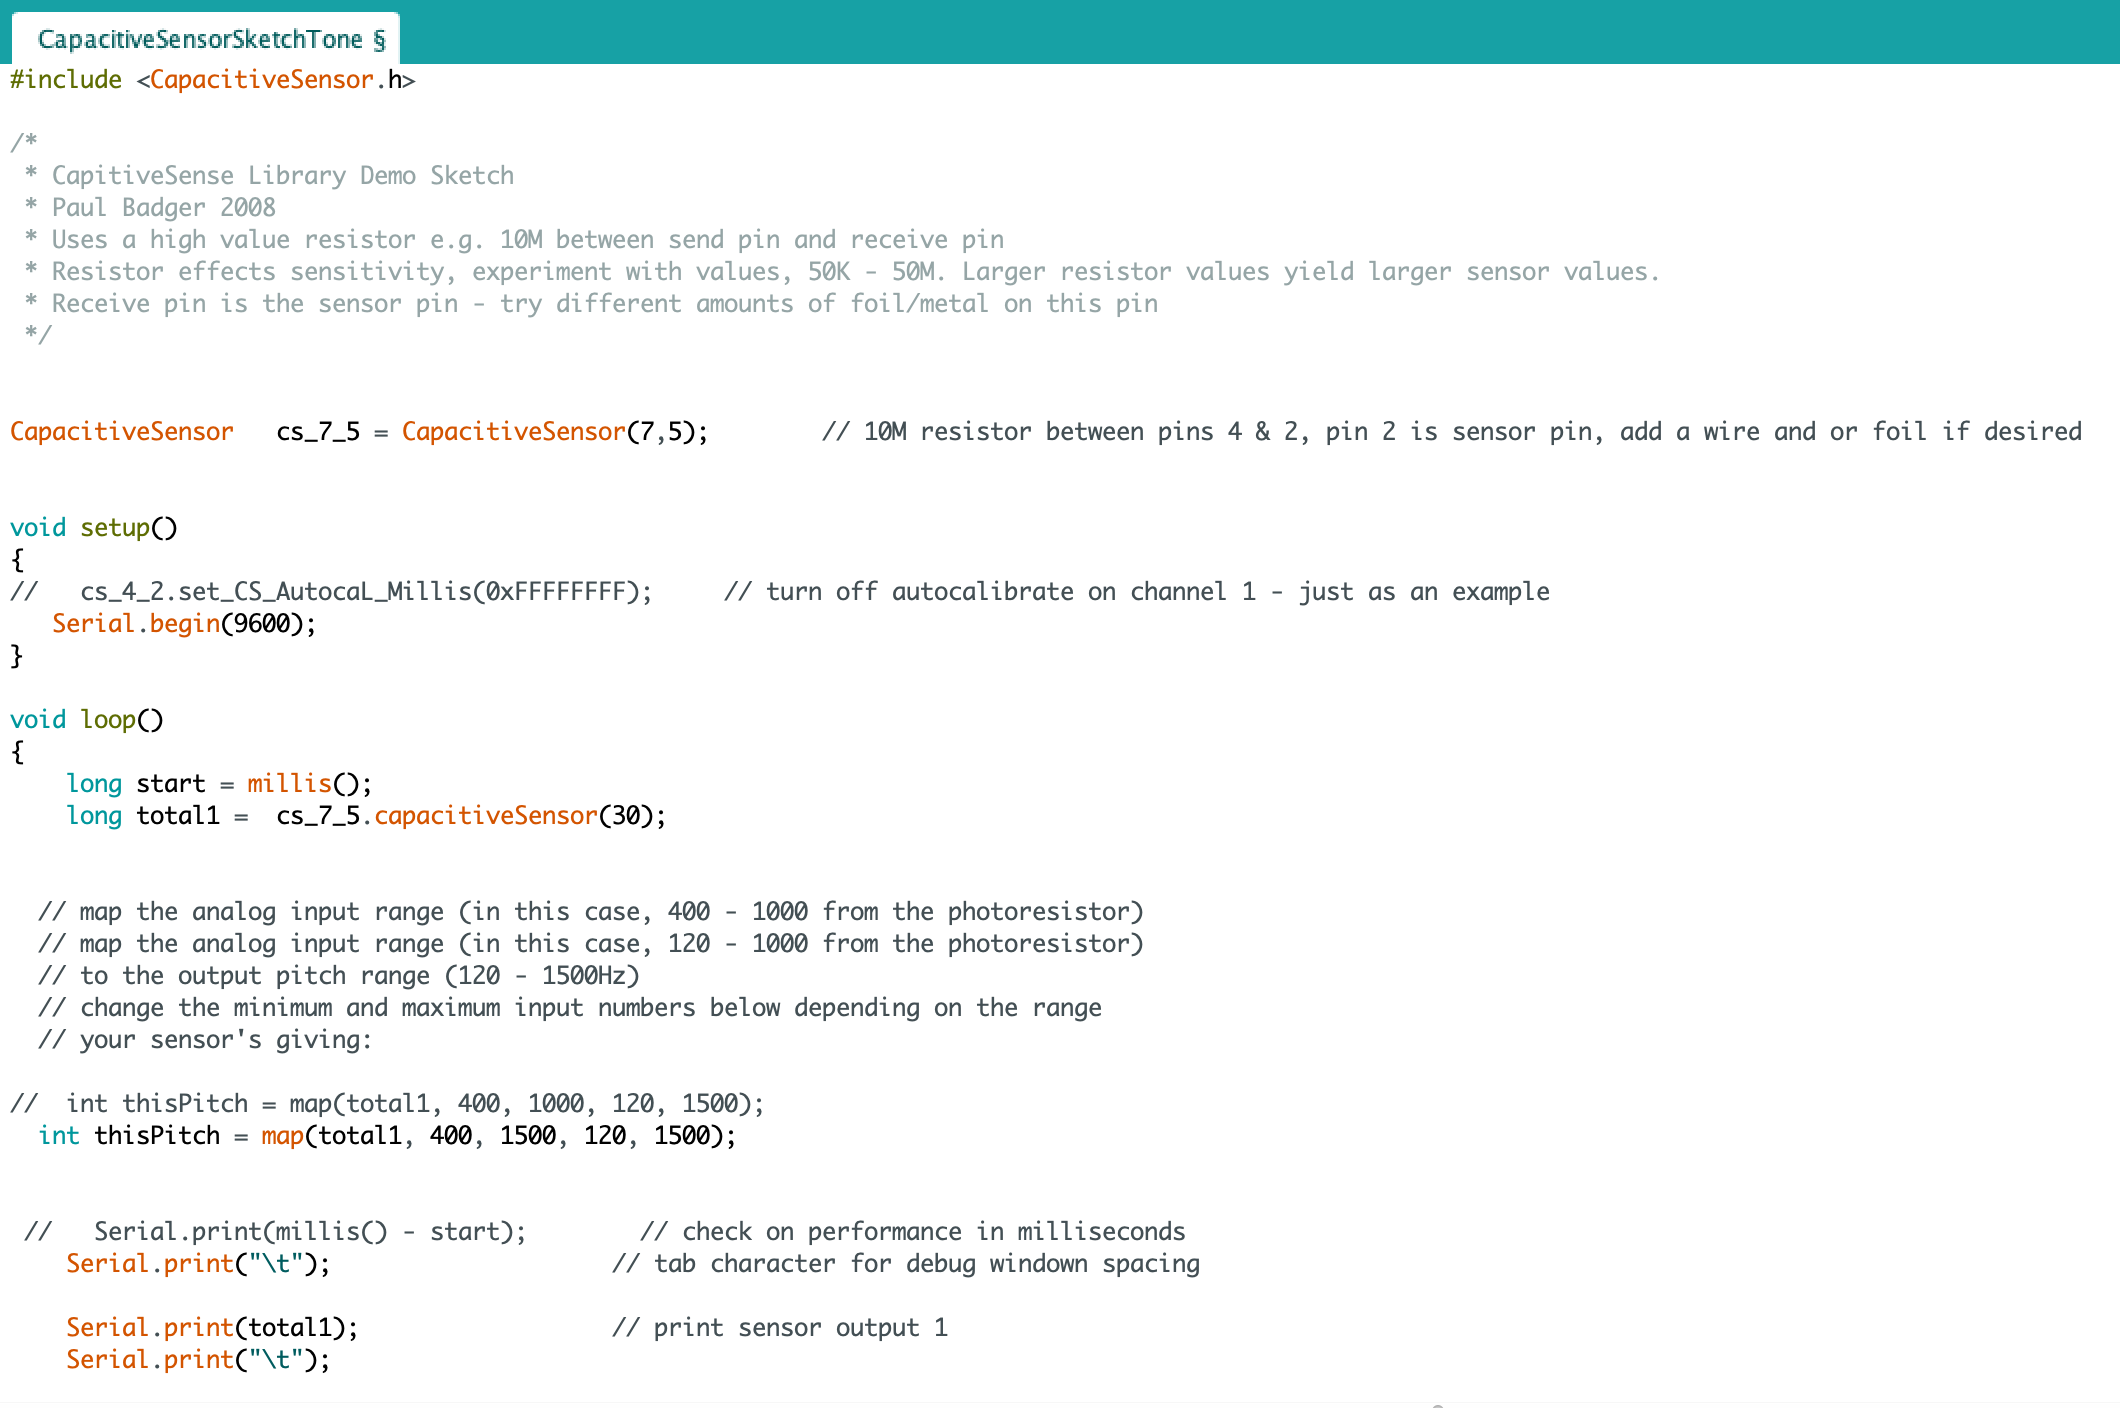 CapacitiveSensorSketchTone §
#include <CapacitiveSensor.h>
/*
 * CapitiveSense Library Demo Sketch
 * Paul Badger 2008
 * Uses a high value resistor e.g. 10M between send pin and receive pin
 * Resistor effects sensitivity, experiment with values, 50K - 50M. Larger resistor values yield larger sensor values.
 * Receive pin is the sensor pin - try different amounts of foil/metal on this pin
 */
CapacitiveSensor   cs_7_5 = CapacitiveSensor(7,5);        // 10M resistor between pins 4 & 2, pin 2 is sensor pin, add a wire and or foil if desired
void setup()
{
//   cs_4_2.set_CS_AutocaL_Millis(0xFFFFFFFF);     // turn off autocalibrate on channel 1 - just as an example
   Serial.begin(9600);
}
void loop()
{
    long start = millis();
    long total1 =  cs_7_5.capacitiveSensor(30);
  // map the analog input range (in this case, 400 - 1000 from the photoresistor)
  // map the analog input range (in this case, 120 - 1000 from the photoresistor)
  // to the output pitch range (120 - 1500Hz)
  // change the minimum and maximum input numbers below depending on the range
  // your sensor's giving:
//  int thisPitch = map(total1, 400, 1000, 120, 1500);
  int thisPitch = map(total1, 400, 1500, 120, 1500);
 //   Serial.print(millis() - start);        // check on performance in milliseconds
    Serial.print("\t");                    // tab character for debug windown spacing
    Serial.print(total1);                  // print sensor output 1
    Serial.print("\t");